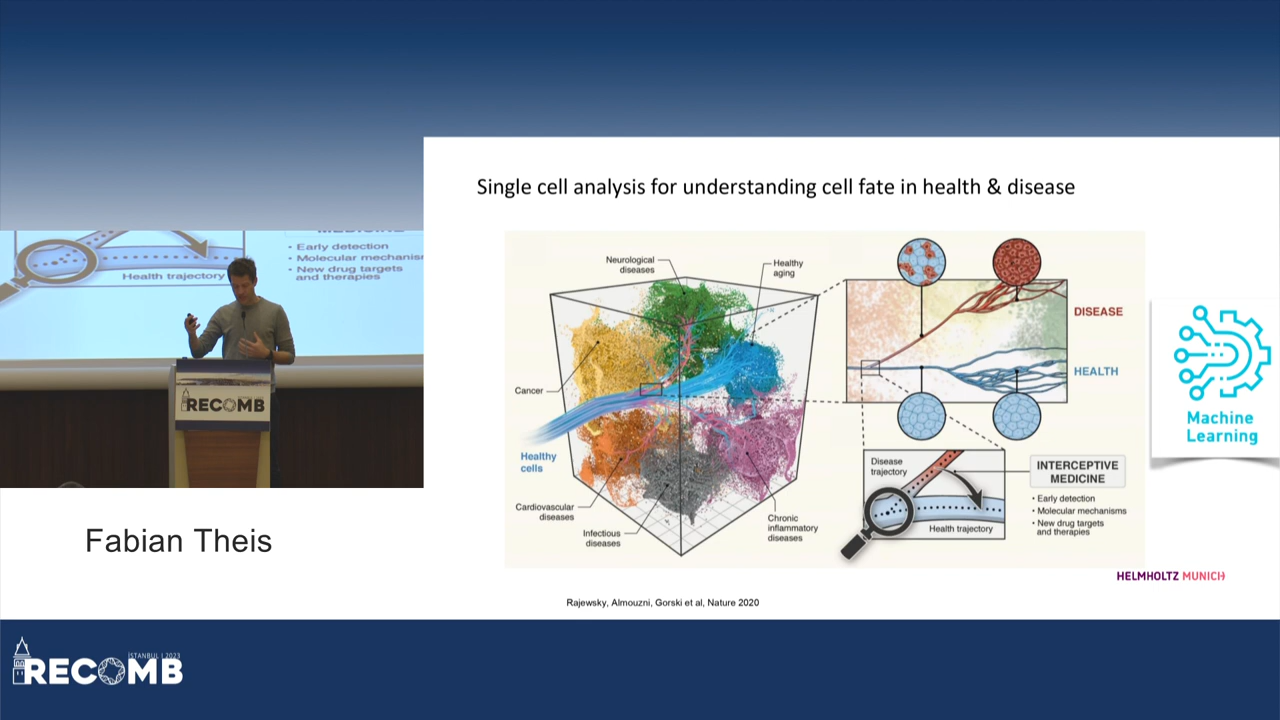 Single cell analysis for understanding cell fate in health & disease
Neurological
diseases
Healthy
aging
Cancer
Healthy
cells
Cardiovascular
diseases
Infectious
diseases
Chronic
inflammatory
diseases
DISEASE
HEALTH
Disease
trajectory
Health trajectory
INTERCEPTIVE
MEDICINE
• Early detection
• Molecular mechanisms
• New drug targets
and therapies
Machine
Learning
HELMHOLTZ MUNICH
Rajewsky, Almouzni, Gorski et al, Nature 2020
• Early detection
• Molecular mechanis
• New drug targets
and therapies
Health trajectory
RECOMB
Fabian Theis
İSTANBUL | 2023
RECOMB